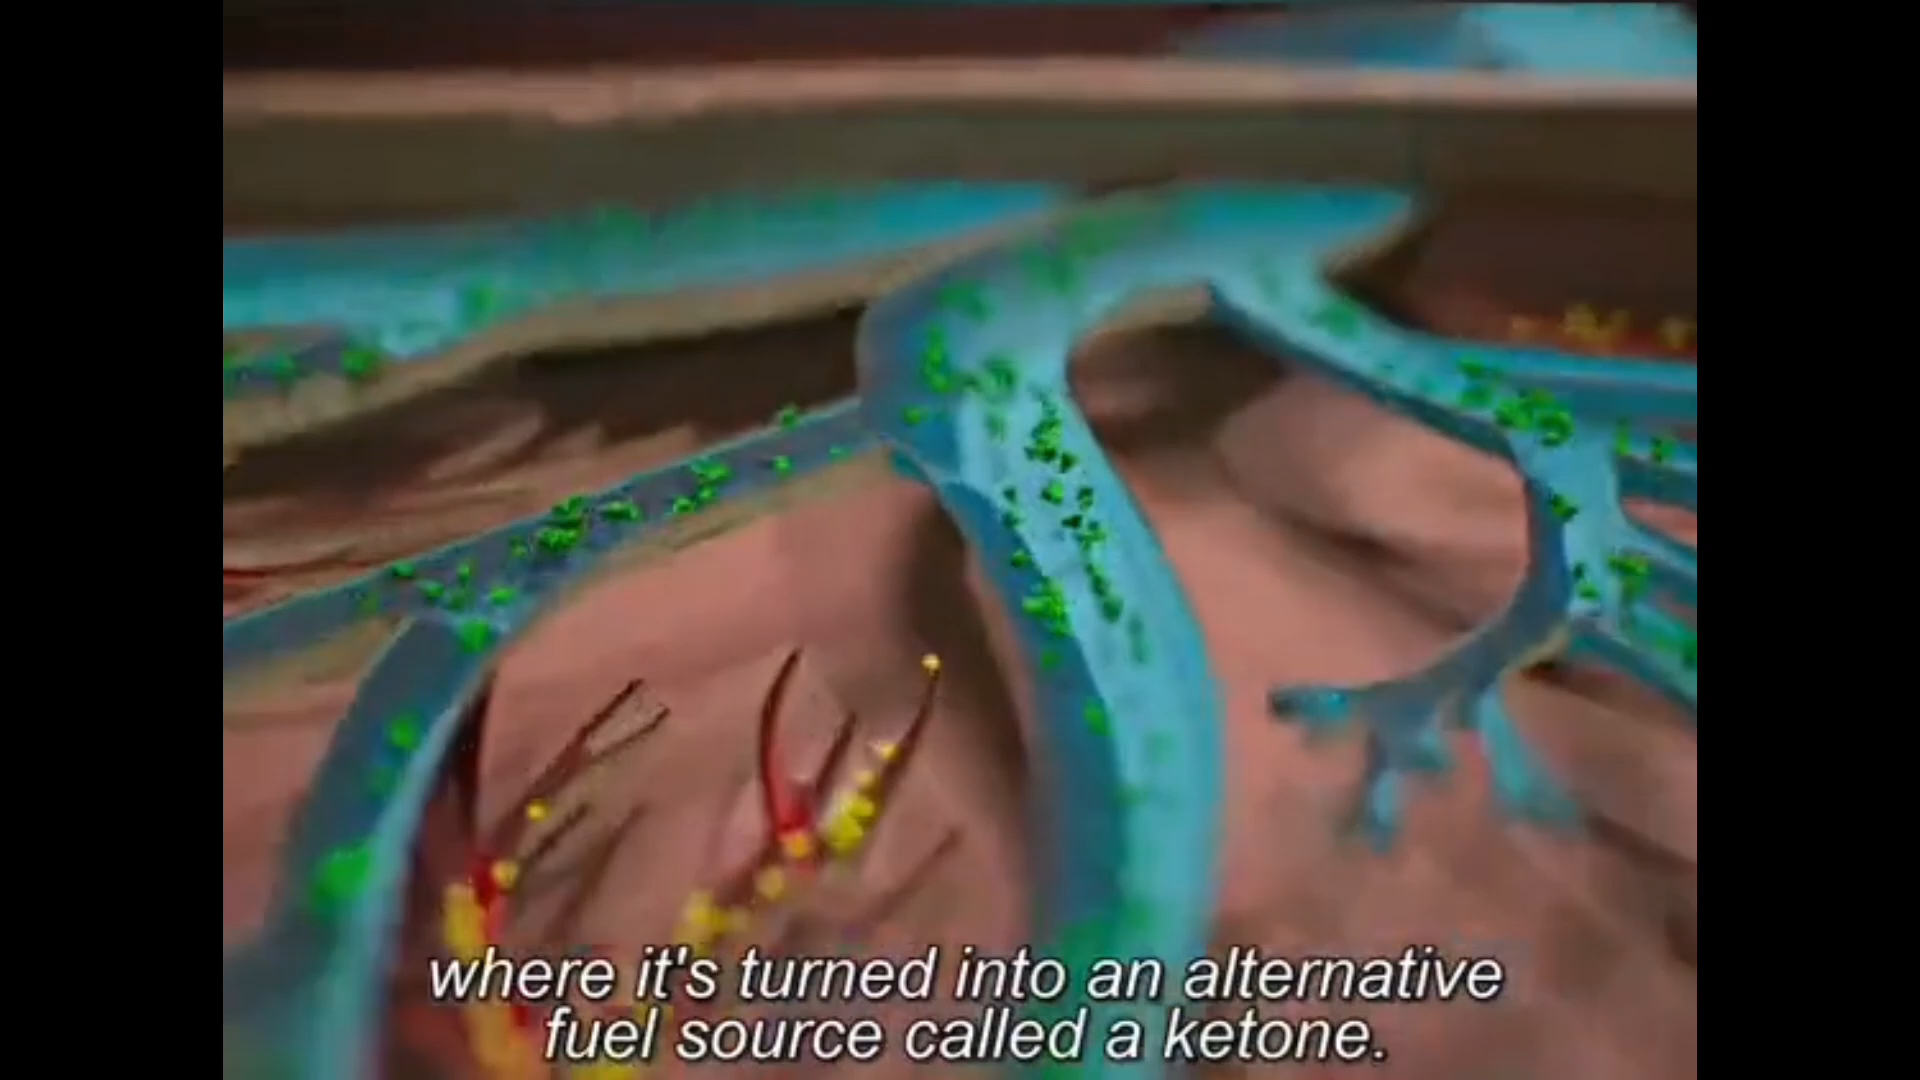 where it's turned into an alternative
fuel source called a ketone.